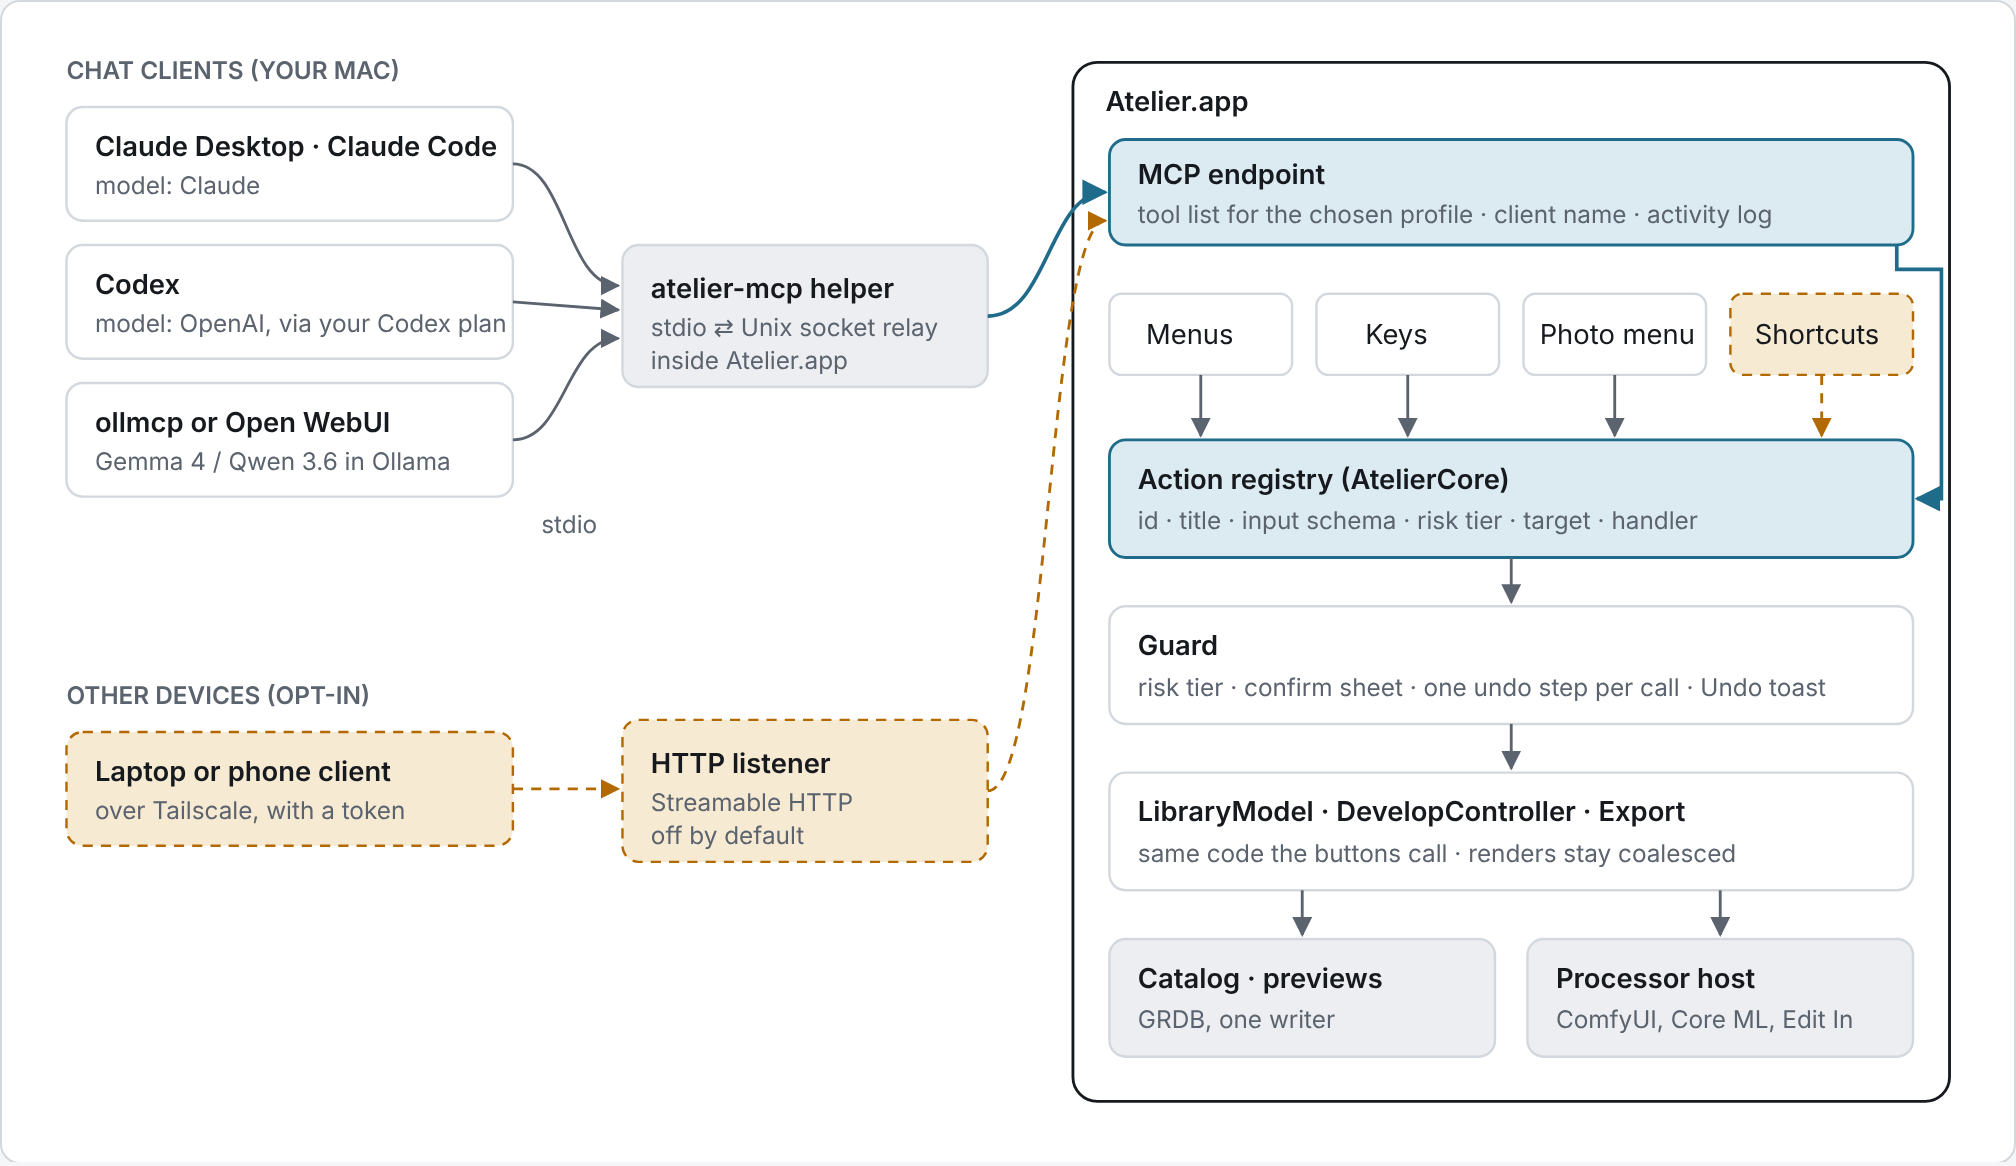 CHAT CLIENTS (YOUR MAC)
Claude Desktop · Claude Code
model: Claude
Codex
model: OpenAI, via your Codex plan
ollmcp or Open WebUI
Gemma 4 / Qwen 3.6 in Ollama
stdio
atelier-mcp helper
stdio ⇄ Unix socket relay
inside Atelier.app
OTHER DEVICES (OPT-IN)
Laptop or phone client
over Tailscale, with a token
HTTP listener
Streamable HTTP
off by default
Atelier.app
MCP endpoint
tool list for the chosen profile · client name · activity log
Menus
Keys
Photo menu
Shortcuts
Action registry (AtelierCore)
id · title · input schema · risk tier · target · handler
Guard
risk tier · confirm sheet · one undo step per call · Undo toast
LibraryModel · DevelopController · Export
same code the buttons call · renders stay coalesced
Catalog · previews
GRDB, one writer
Processor host
ComfyUI, Core ML, Edit In